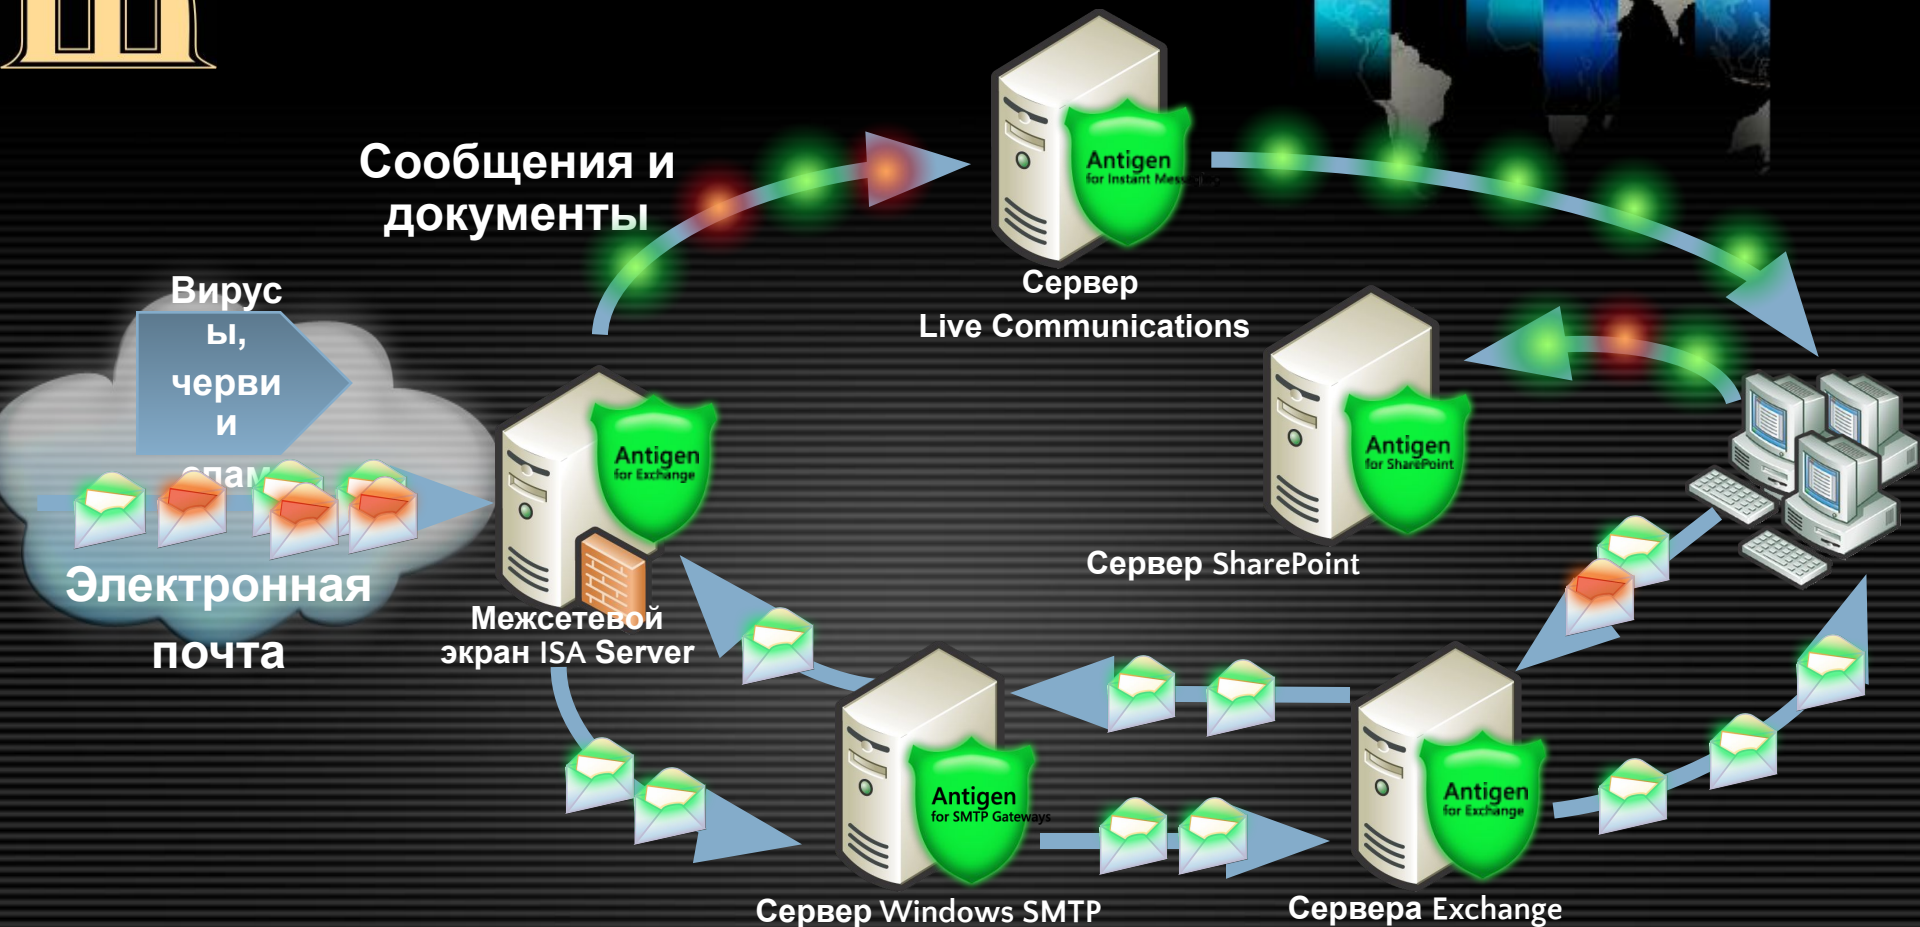 Сообщения и
документы
Antigen
for Instant Messaging
Сервер
Live Communications
Вирус
ы,
черви
и
спам
Antigen
for Exchange
Antigen
for SharePoint
Сервер SharePoint
Электронная
почта
Межсетевой
экран ISA Server
Antigen
for SMTP Gateways
Antigen
for Exchange
Сервер Windows SMTP
Сервера Exchange